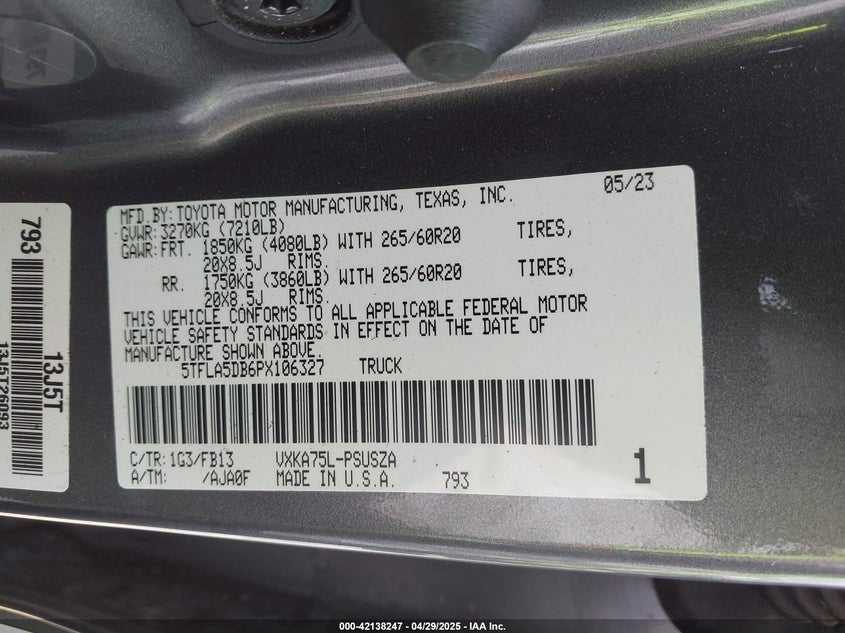 793
13J5T
13J5T26093
MFD.BY:TOYOTA MOTOR MANUFACTURING, TEXAS, INC. 05/23
GVWR:3270KG (7210LB)
GAWR:FRT. 1850KG (4080LB) WITH 265/60R20 TIRES,
20X8.5J RIMS.
RR. 1750KG (3860LB) WITH 265/60R20 TIRES,
20X8.5J RIMS.
THIS VEHICLE CONFORMS TO ALL APPLICABLE FEDERAL MOTOR
VEHICLE SAFETY STANDARDS IN EFFECT ON THE DATE OF
MANUFACTURE SHOWN ABOVE.
5TFLA5DB6PX106327 TRUCK
C/TR:1G3/FB13 VXKA75L-PSUSZA
A/TM: /AJA0F MADE IN U.S.A. 793 1
000-42138247 - 04/29/2025 - IAA Inc.